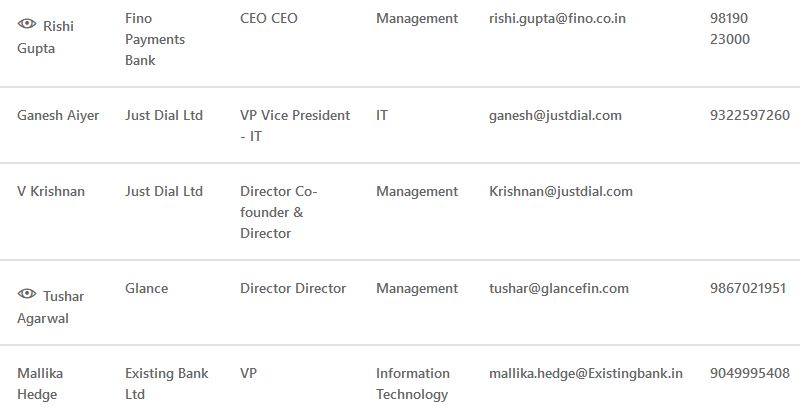 Rishi Gupta Fino Payments Bank CEO CEO Management rishi.gupta@fino.co.in 98190 23000
Ganesh Aiyer Just Dial Ltd VP Vice President - IT IT ganesh@justdial.com 9322597260
V Krishnan Just Dial Ltd Director Co-founder & Director Management Krishnan@justdial.com
Tushar Agarwal Glance Director Director Management tushar@glancefin.com 9867021951
Mallika Hedge Existing Bank Ltd VP Information Technology mallika.hedge@Existingbank.in 9049995408